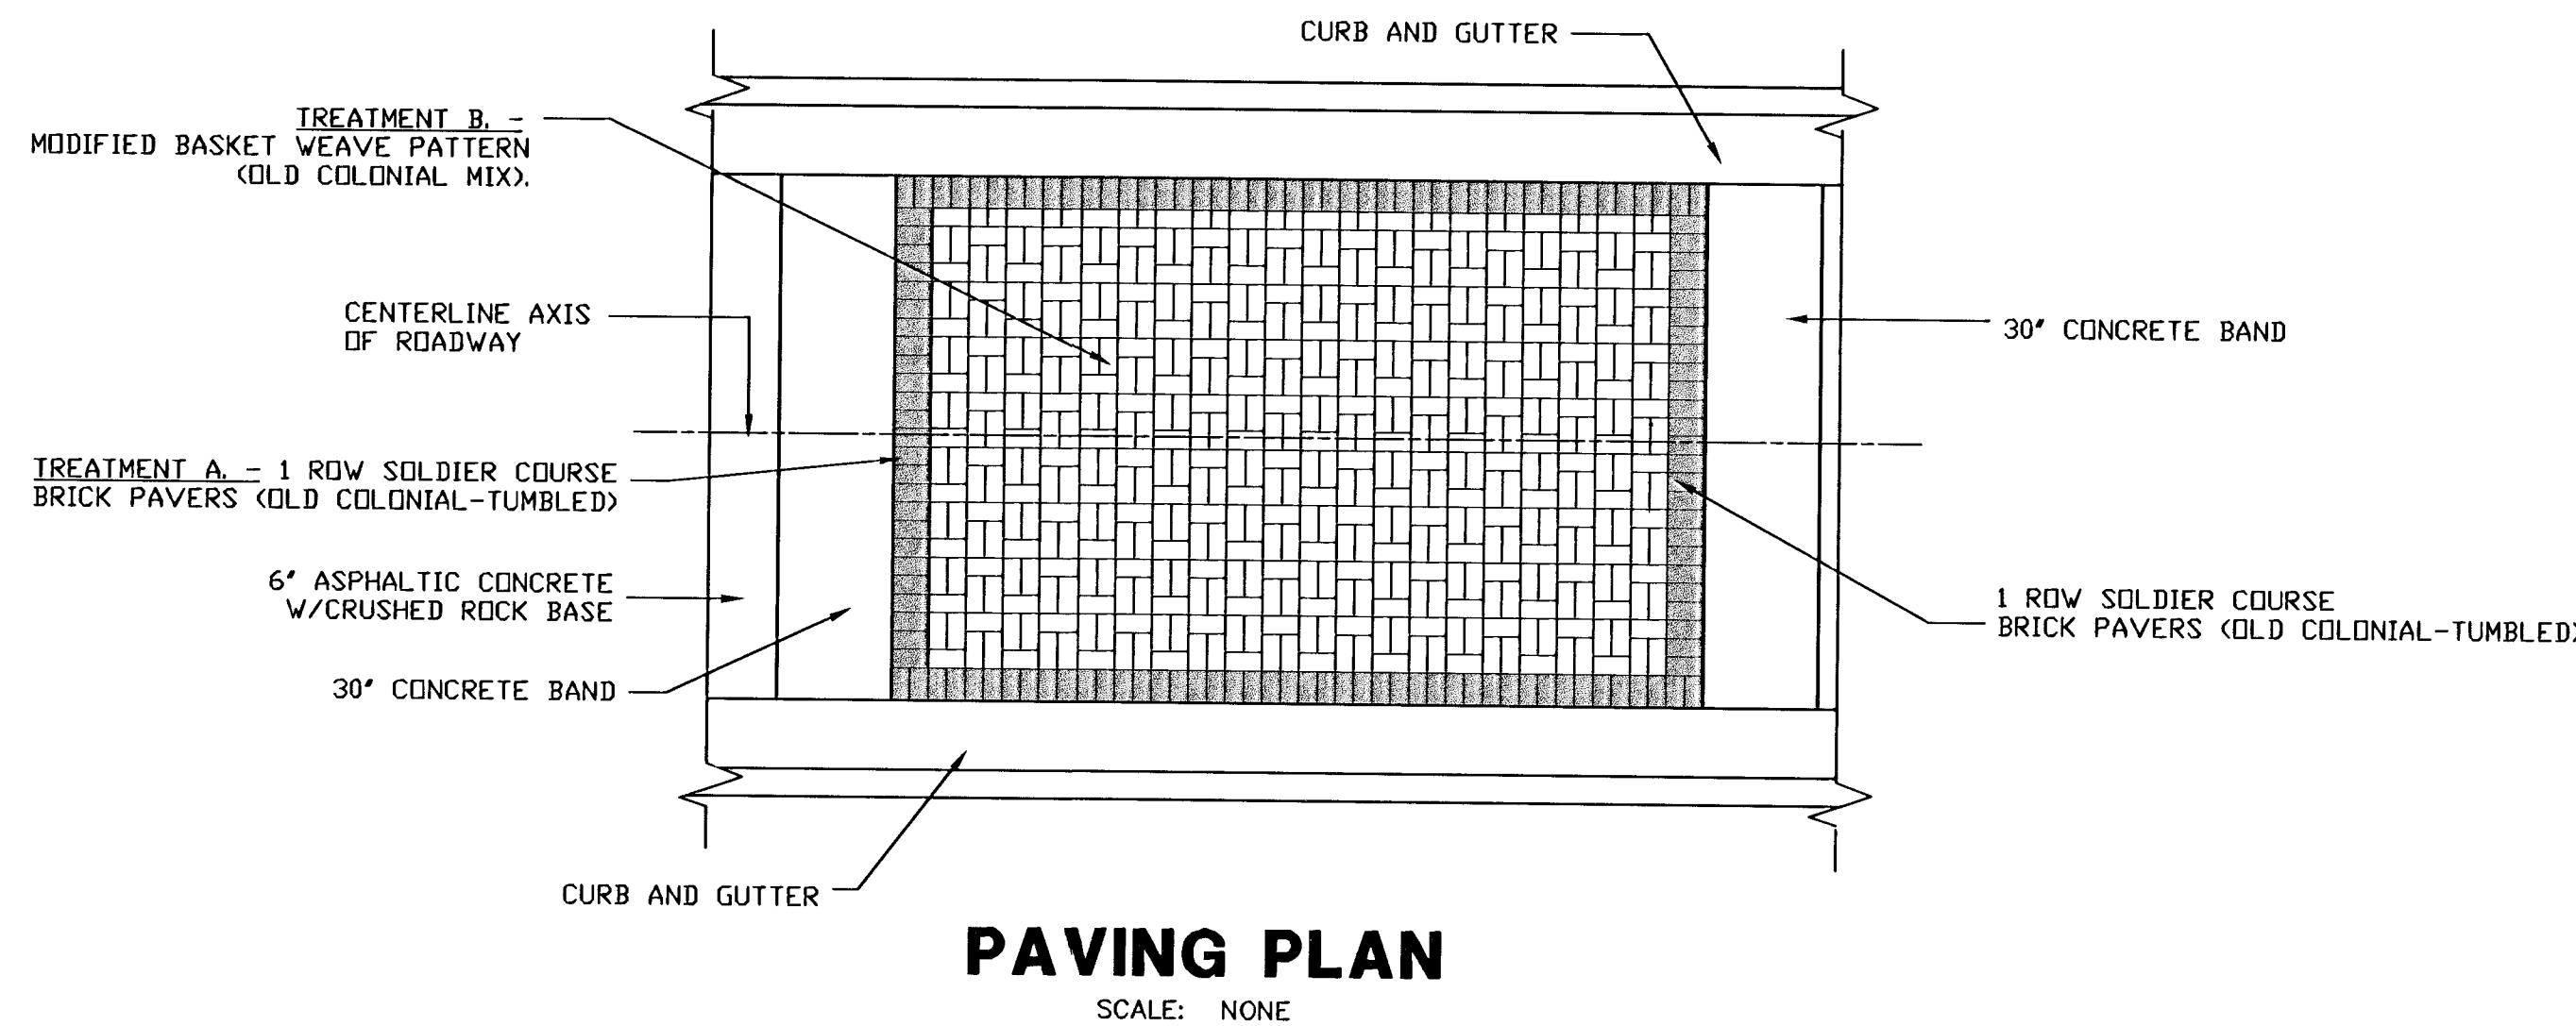 CURB AND GUTTER
TREATMENT B. -
MODIFIED BASKET WEAVE PATTERN
(OLD COLONIAL MIX).
CENTERLINE AXIS
OF ROADWAY
30" CONCRETE BAND
TREATMENT A. - 1 ROW SOLDIER COURSE
BRICK PAVERS (OLD COLONIAL-TUMBLED)
6" ASPHALTIC CONCRETE
W/CRUSHED ROCK BASE
1 ROW SOLDIER COURSE
BRICK PAVERS (OLD COLONIAL-TUMBLED)
30" CONCRETE BAND
CURB AND GUTTER
PAVING PLAN
SCALE: NONE